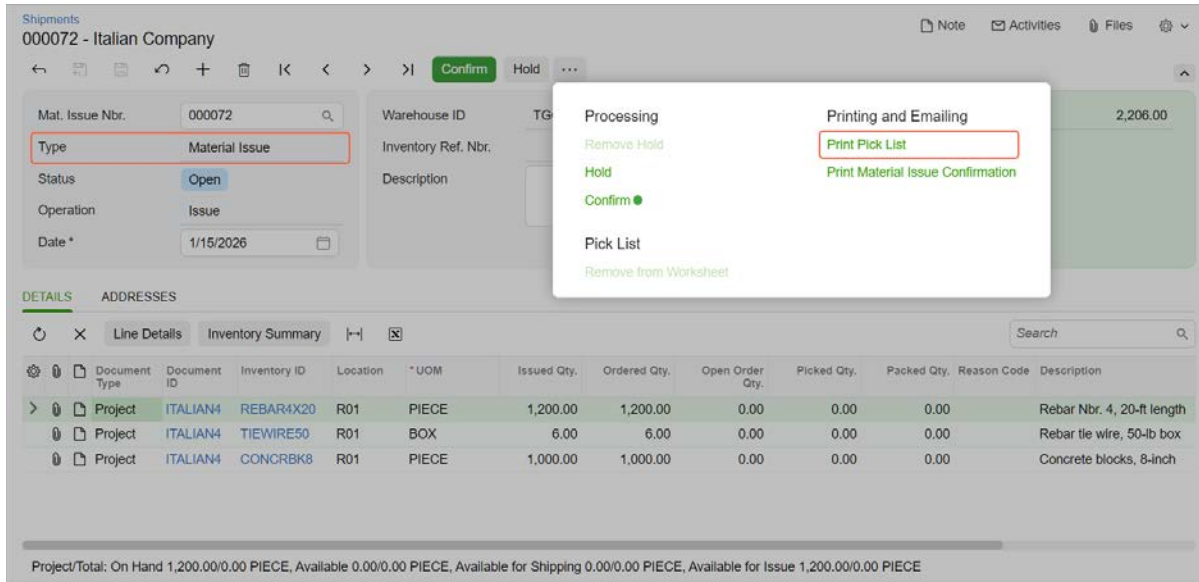 Shipments
000072 - Italian Company
Note Activities Files
Confirm Hold ...
Mat. Issue Nbr. 000072
Type Material Issue
Status Open
Operation Issue
Date * 1/15/2026
Warehouse ID
Inventory Ref. Nbr.
Description
2,206.00
Processing
Remove Hold
Hold
Confirm
Pick List
Remove from Worksheet
Printing and Emailing
Print Pick List
Print Material Issue Confirmation
DETAILS ADDRESSES
Line Details Inventory Summary Search
Document Type Document ID Inventory ID Location * UOM Issued Qty. Ordered Qty. Open Order Qty. Picked Qty. Packed Qty. Reason Code Description
Project ITALIAN4 REBAR4X20 R01 PIECE 1,200.00 1,200.00 0.00 0.00 0.00 Rebar Nbr. 4, 20-ft length
Project ITALIAN4 TIEWIRE50 R01 BOX 6.00 6.00 0.00 0.00 0.00 Rebar tie wire, 50-lb box
Project ITALIAN4 CONCRBK8 R01 PIECE 1,000.00 1,000.00 0.00 0.00 0.00 Concrete blocks, 8-inch
Project/Total: On Hand 1,200.00/0.00 PIECE, Available 0.00/0.00 PIECE, Available for Shipping 0.00/0.00 PIECE, Available for Issue 1,200.00/0.00 PIECE